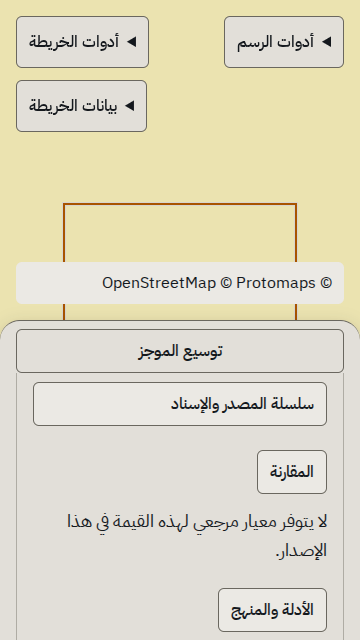 ◀ أدوات الرسم
◀ أدوات الخريطة
◀ بيانات الخريطة
© OpenStreetMap © Protomaps
توسيع الموجز
سلسلة المصدر والإسناد
المقارنة
لا يتوفر معيار مرجعي لهذه القيمة في هذا
الإصدار.
الأدلة والمنهج